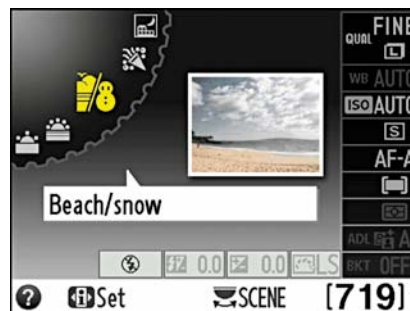 QUAL FINE
L
WB AUTO
ISO AUTO
S
AF-A
Beach/snow
ADL A
0.0 0.0 LS BKT OFF
? i Set SCENE [719]